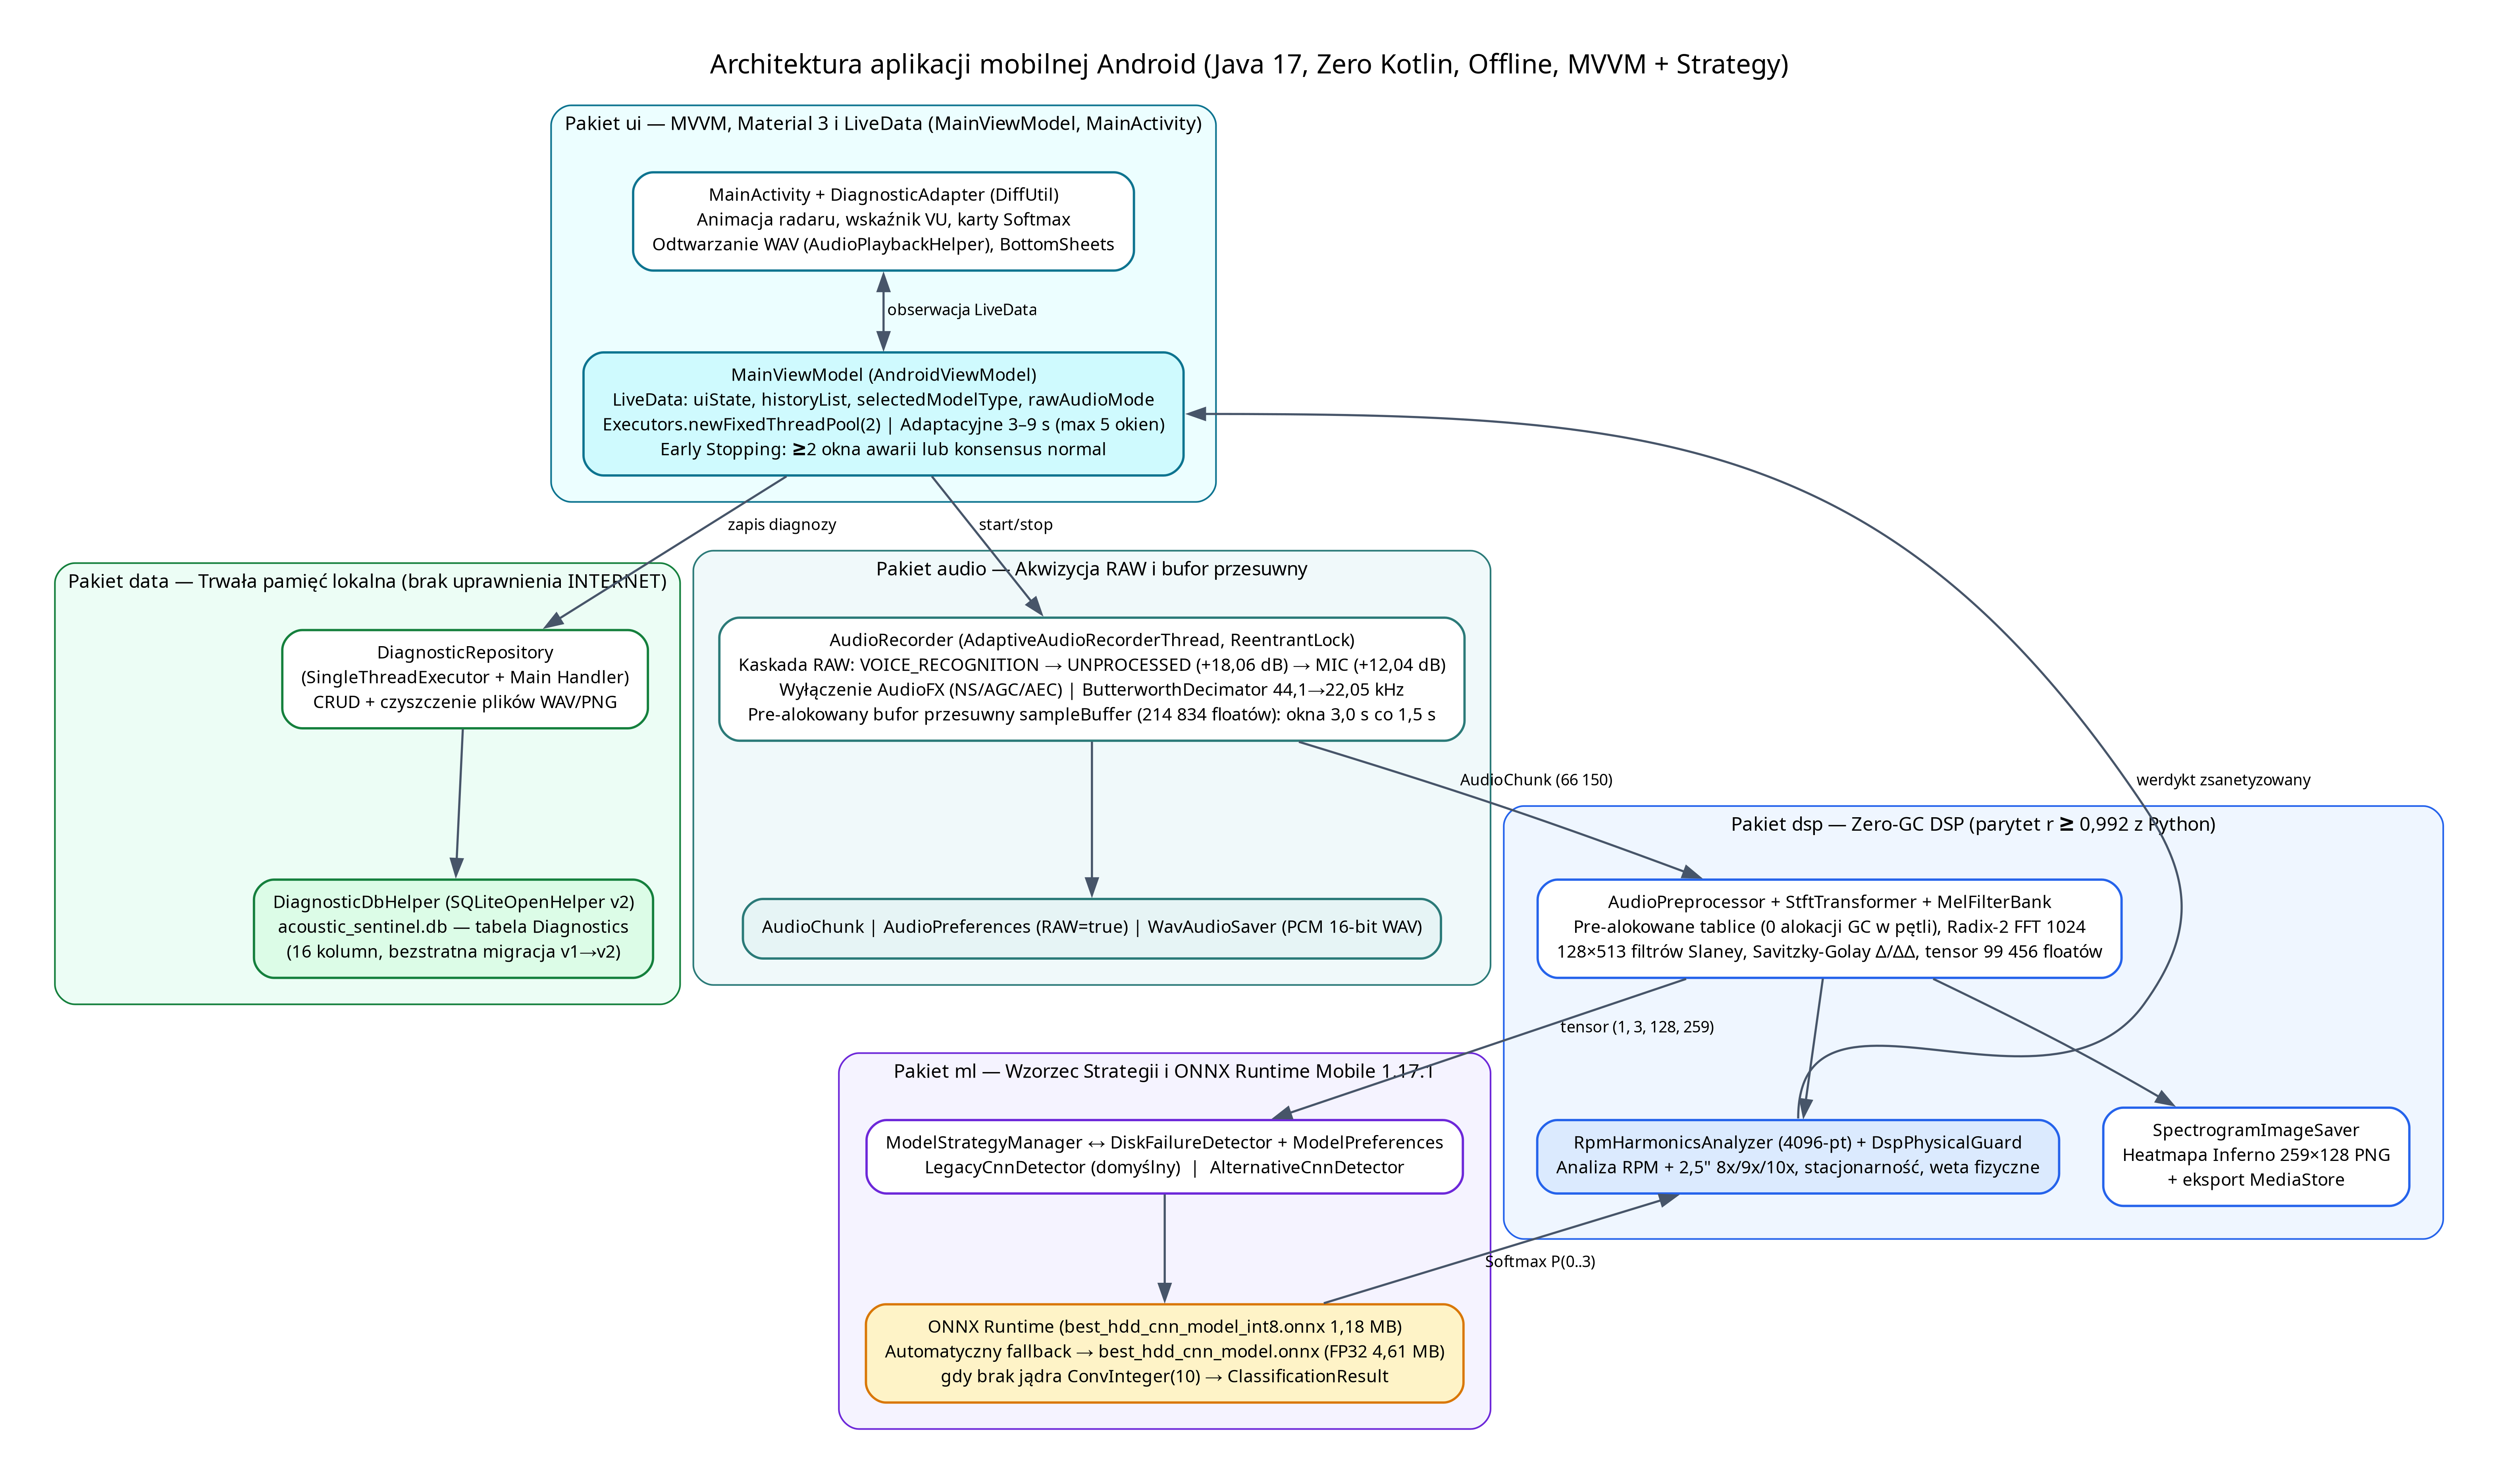 Architektura aplikacji mobilnej Android (Java 17, Zero Kotlin, Offline, MVVM + Strategy)
Pakiet ui — MVVM, Material 3 i LiveData (MainViewModel, MainActivity)
MainActivity + DiagnosticAdapter (DiffUtil)
Animacja radaru, wskaźnik VU, karty Softmax
Odtwarzanie WAV (AudioPlaybackHelper), BottomSheets
obserwacja LiveData
MainViewModel (AndroidViewModel)
LiveData: uiState, historyList, selectedModelType, rawAudioMode
Executors.newFixedThreadPool(2) | Adaptacyjne 3–9 s (max 5 okien)
Early Stopping: ≥2 okna awarii lub konsensus normal
zapis diagnozy
start/stop
Pakiet data — Trwała pamięć lokalna (brak uprawnienia INTERNET)
DiagnosticRepository
(SingleThreadExecutor + Main Handler)
CRUD + czyszczenie plików WAV/PNG
DiagnosticDbHelper (SQLiteOpenHelper v2)
acoustic_sentinel.db — tabela Diagnostics
(16 kolumn, bezstratna migracja v1→v2)
Pakiet audio — Akwizycja RAW i bufor przesuwny
AudioRecorder (AdaptiveAudioRecorderThread, ReentrantLock)
Kaskada RAW: VOICE_RECOGNITION → UNPROCESSED (+18,06 dB) → MIC (+12,04 dB)
Wyłączenie AudioFX (NS/AGC/AEC) | ButterworthDecimator 44,1→22,05 kHz
Pre-alokowany bufor przesuwny sampleBuffer (214 834 floatów): okna 3,0 s co 1,5 s
AudioChunk (66 150)
werdykt zsanetyzowany
AudioChunk | AudioPreferences (RAW=true) | WavAudioSaver (PCM 16-bit WAV)
Pakiet dsp — Zero-GC DSP (parytet r ≥ 0,992 z Python)
AudioPreprocessor + StftTransformer + MelFilterBank
Pre-alokowane tablice (0 alokacji GC w pętli), Radix-2 FFT 1024
128×513 filtrów Slaney, Savitzky-Golay Δ/ΔΔ, tensor 99 456 floatów
tensor (1, 3, 128, 259)
RpmHarmonicsAnalyzer (4096-pt) + DspPhysicalGuard
Analiza RPM + 2,5" 8x/9x/10x, stacjonarność, weta fizyczne
SpectrogramImageSaver
Heatmapa Inferno 259×128 PNG
+ eksport MediaStore
Pakiet ml — Wzorzec Strategii i ONNX Runtime Mobile 1.17.1
ModelStrategyManager ↔ DiskFailureDetector + ModelPreferences
LegacyCnnDetector (domyślny) | AlternativeCnnDetector
Softmax P(0..3)
ONNX Runtime (best_hdd_cnn_model_int8.onnx 1,18 MB)
Automatyczny fallback → best_hdd_cnn_model.onnx (FP32 4,61 MB)
gdy brak jądra ConvInteger(10) → ClassificationResult